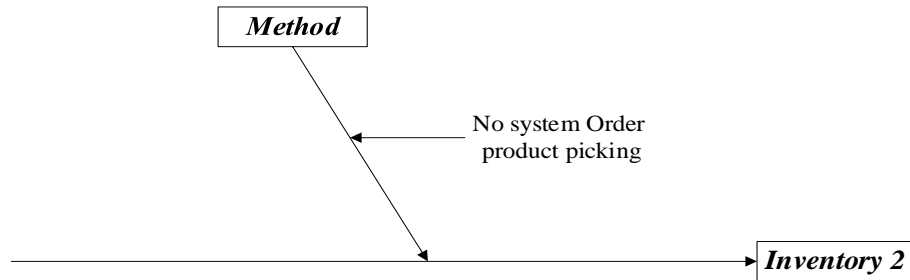 Method
No system Order
product picking
Inventory 2